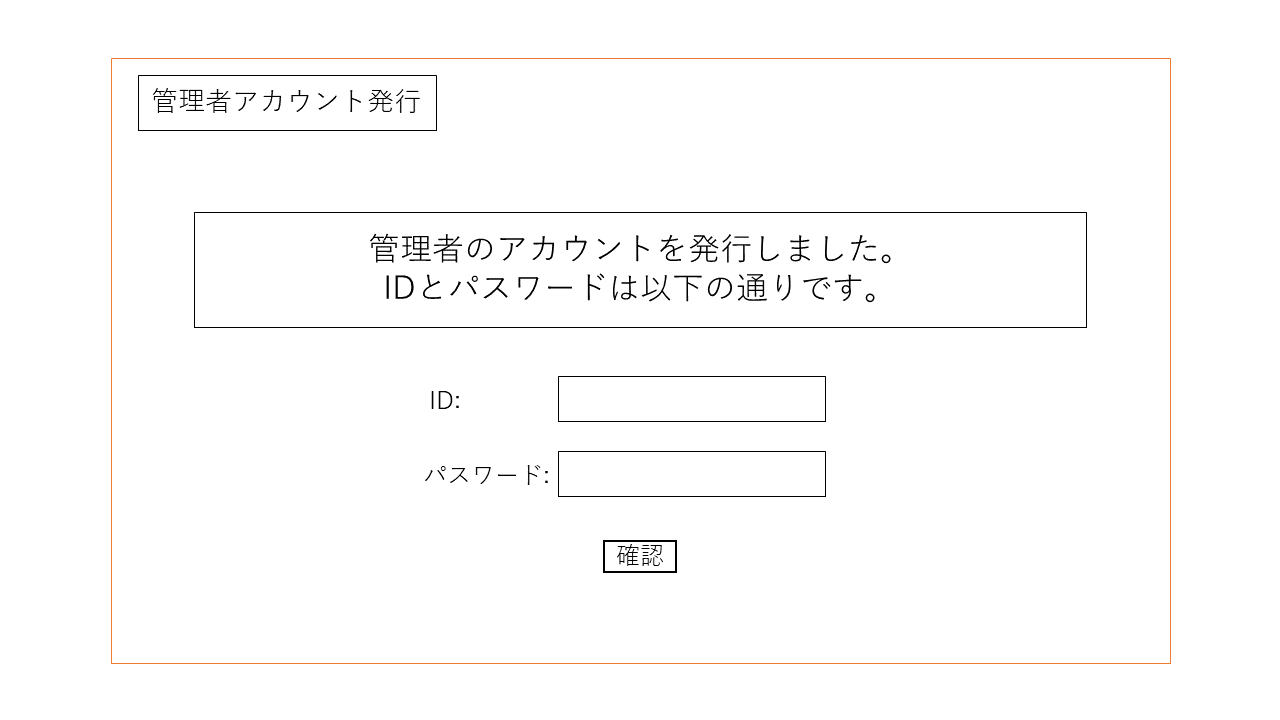 管理者アカウント発行
管理者のアカウントを発行しました。
IDとパスワードは以下の通りです。
ID:
パスワード:
確認